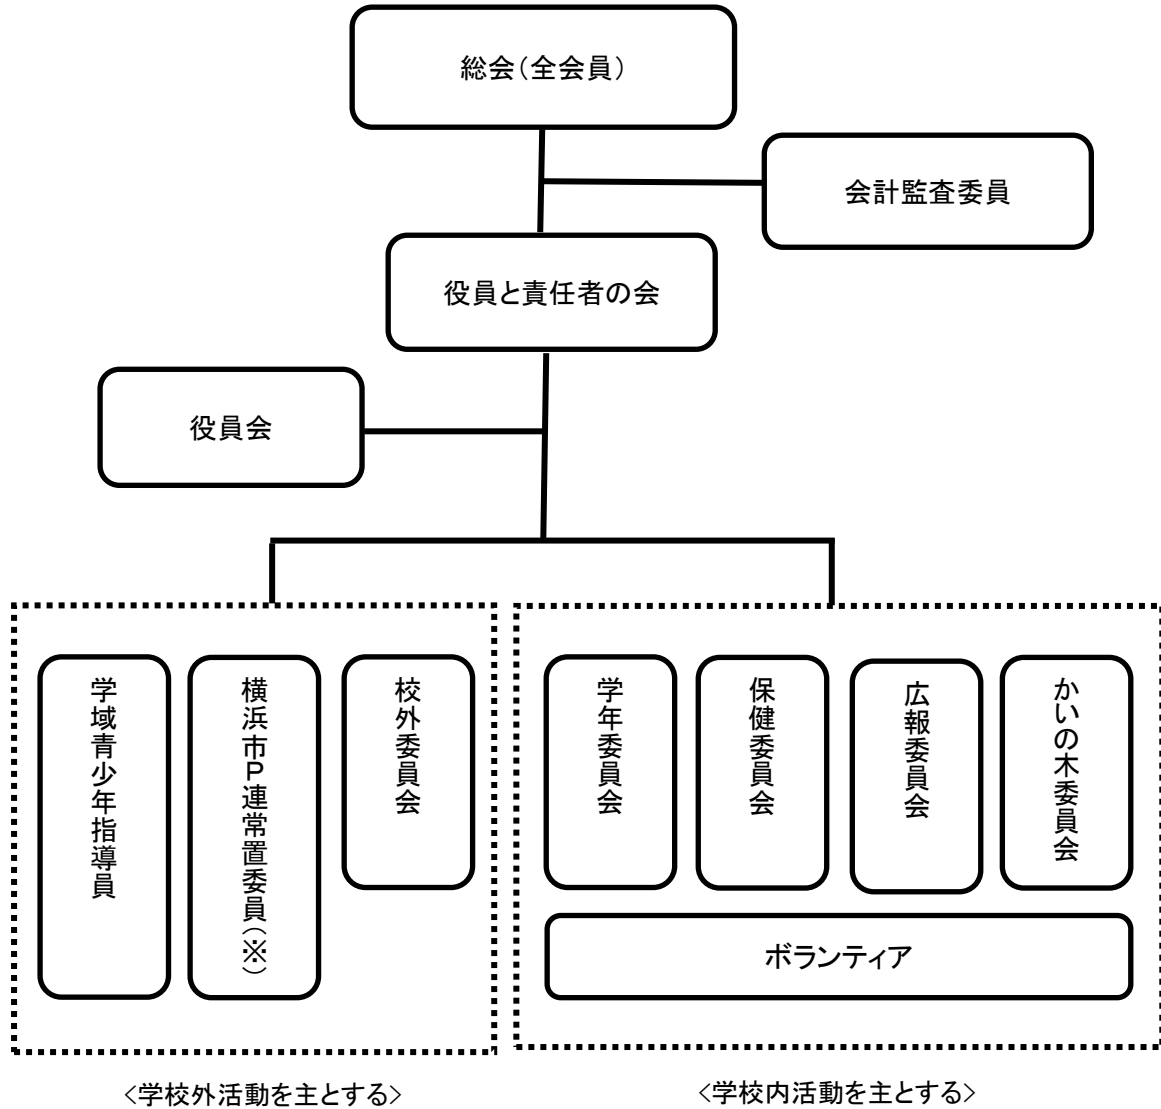 総会（全会員）
会計監査委員
役員と責任者の会
役員会
学域青少年指導員
横浜市Ｐ連常置委員（※）
校外委員会
学年委員会
保健委員会
広報委員会
かいの木委員会
ボランティア
<学校外活動を主とする>
<学校内活動を主とする>